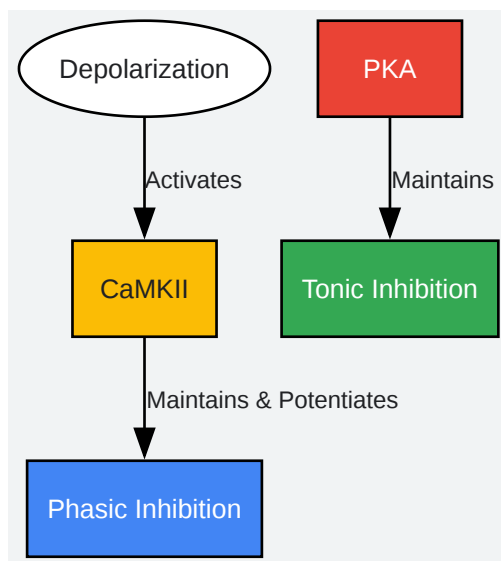 Depolarization
PKA
Activates
Maintains
CaMKII
Tonic Inhibition
Maintains & Potentiates
Phasic Inhibition